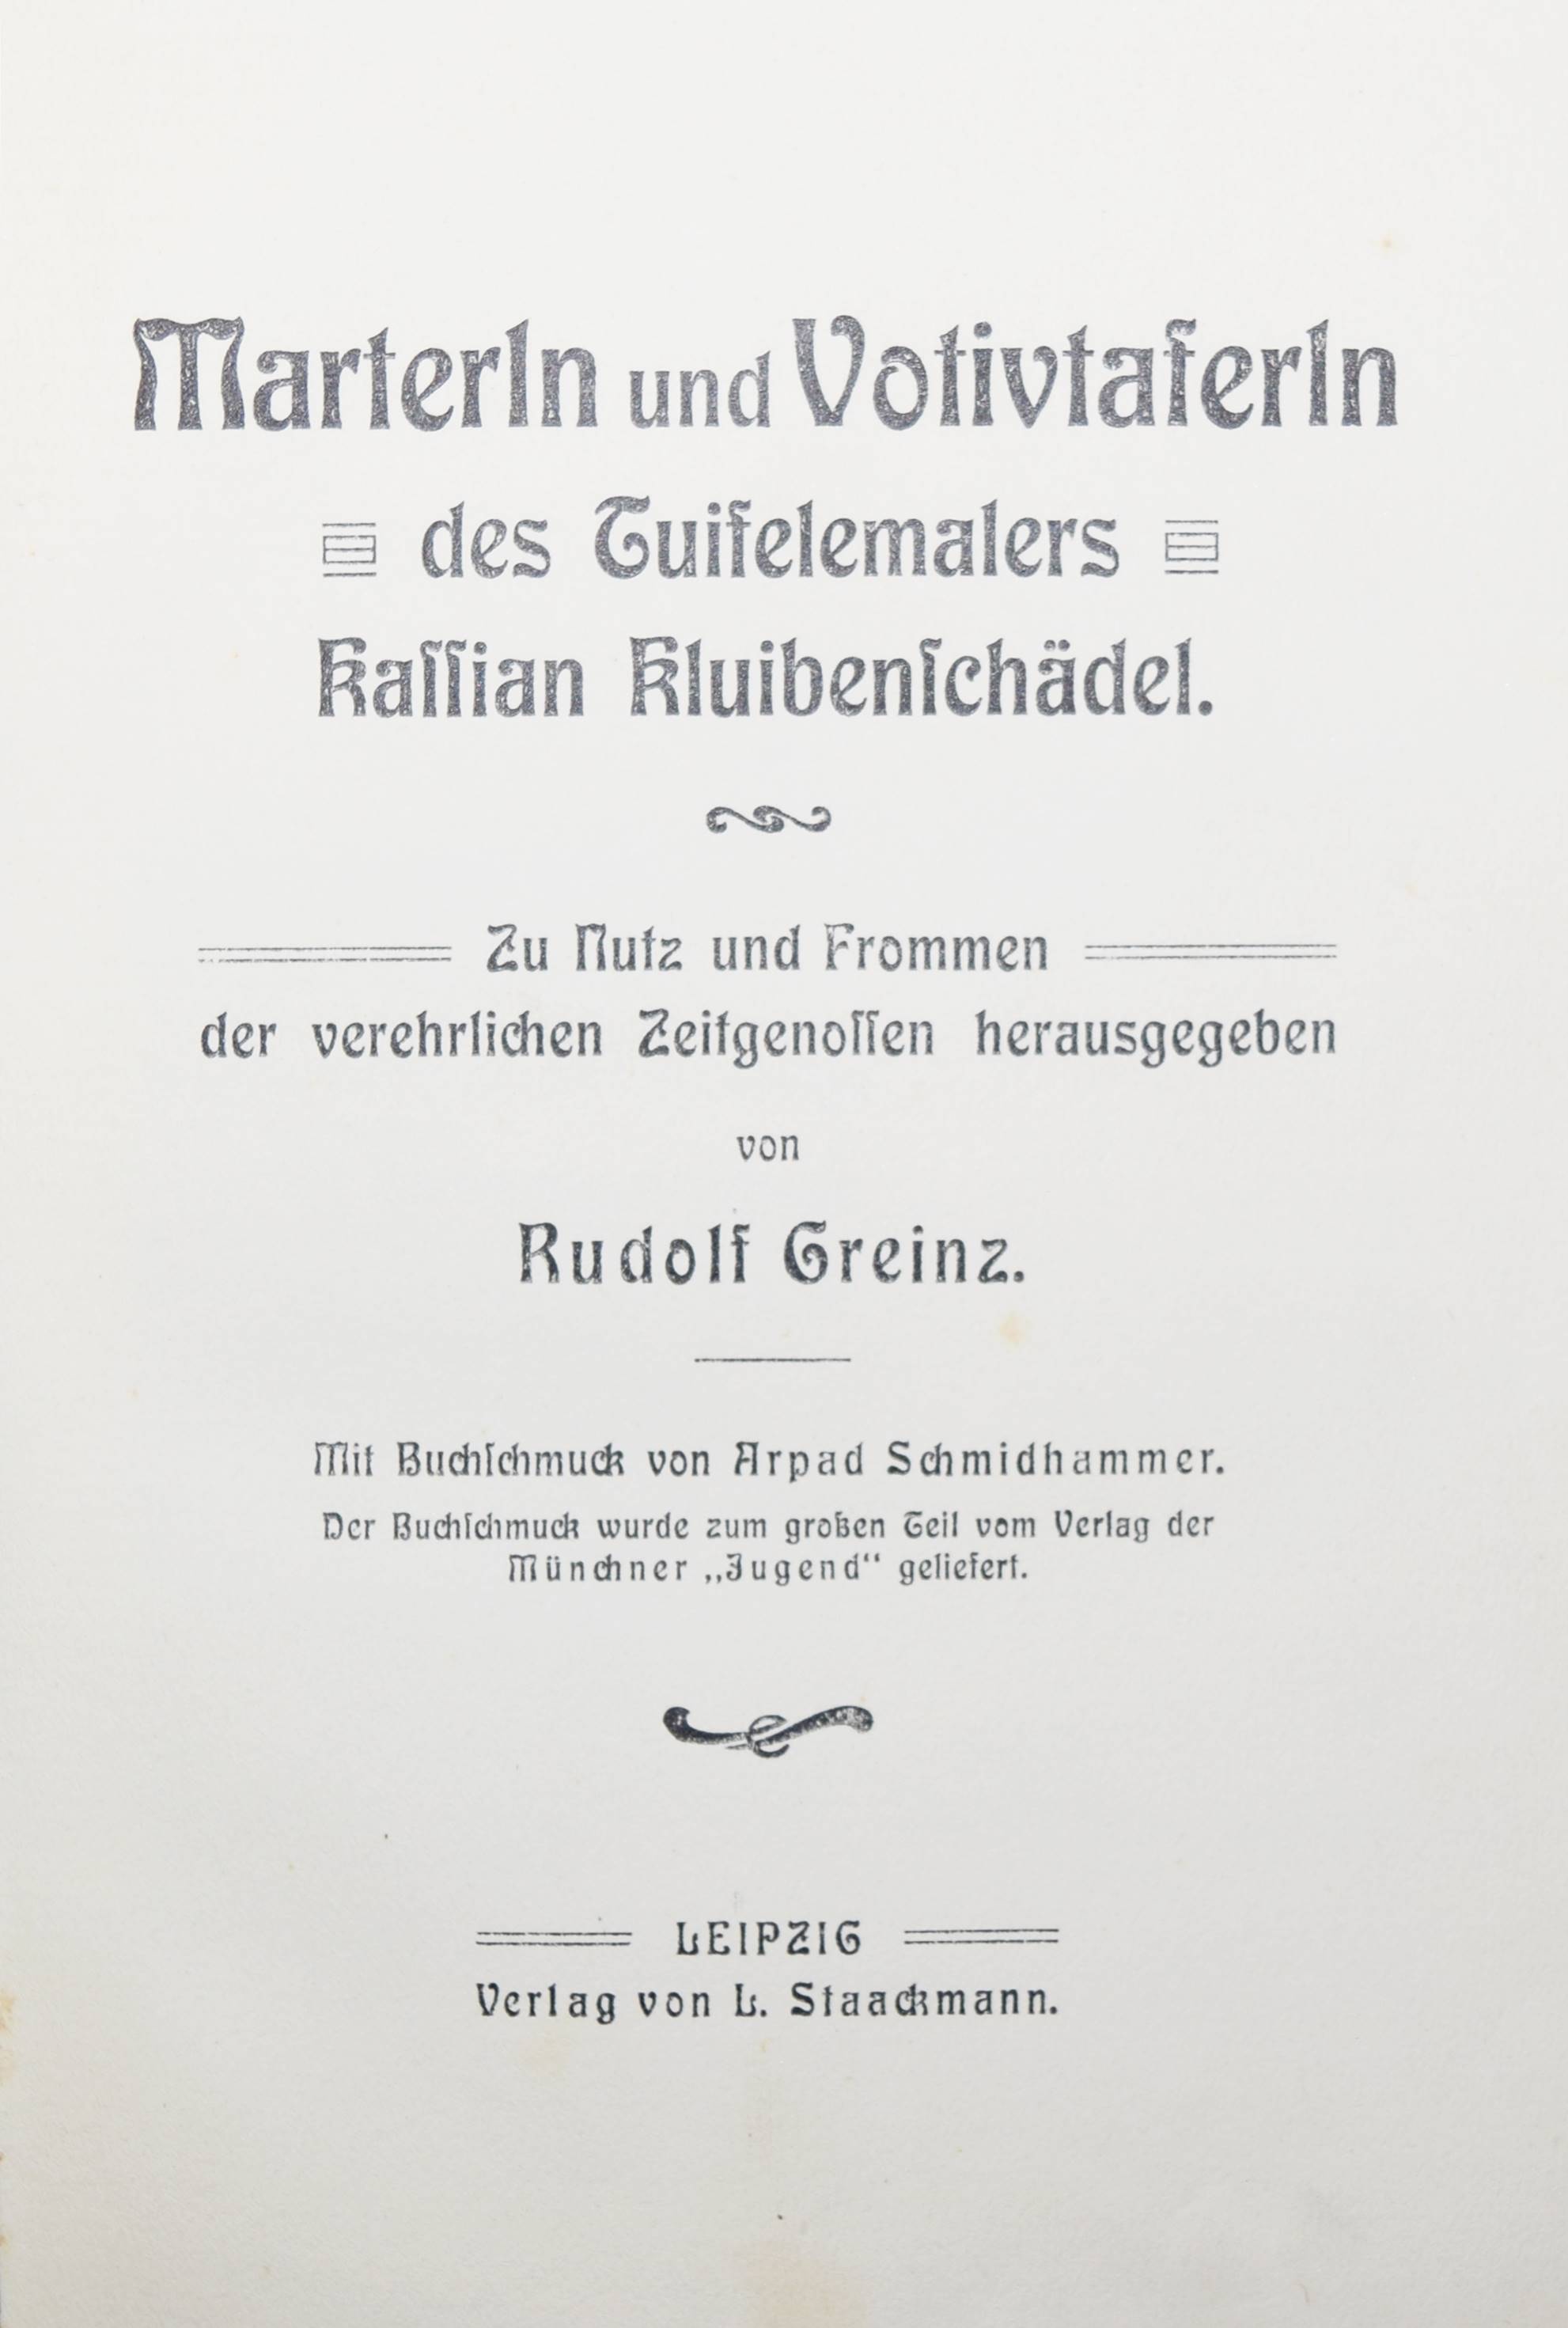 Marterln und Votivtaferln
des Tuifelemalers
Kaſſian Kluibenſchädel.
Zu Nutz und Frommen
der verehrlichen Zeitgenoſſen herausgegeben
von
Rudolf Greinz.
Mit Buchſchmuck von Arpad Schmidhammer.
Der Buchſchmuck wurde zum großen Teil vom Verlag der
Münchner „Jugend“ geliefert.
LEIPZIG
Verlag von L. Staackmann.